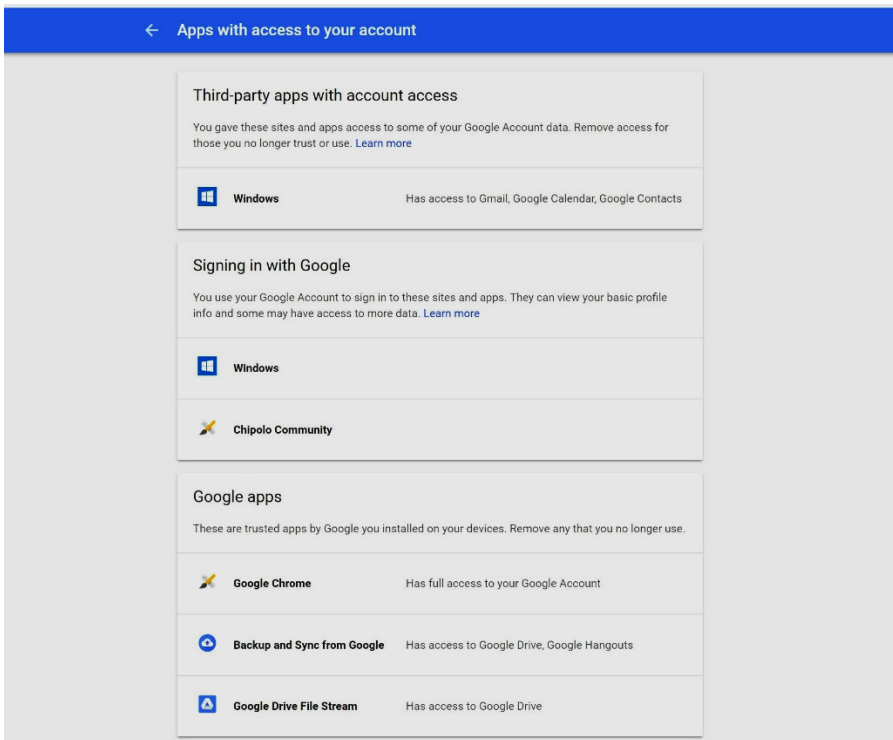 Apps with access to your account
Third-party apps with account access
You gave these sites and apps access to some of your Google Account data. Remove access for
those you no longer trust or use. Learn more
Windows Has access to Gmail, Google Calendar, Google Contacts
Signing in with Google
You use your Google Account to sign in to these sites and apps. They can view your basic profile
info and some may have access to more data. Learn more
Windows
Chipolo Community
Google apps
These are trusted apps by Google you installed on your devices. Remove any that you no longer use.
Google Chrome Has full access to your Google Account
Backup and Sync from Google Has access to Google Drive, Google Hangouts
Google Drive File Stream Has access to Google Drive